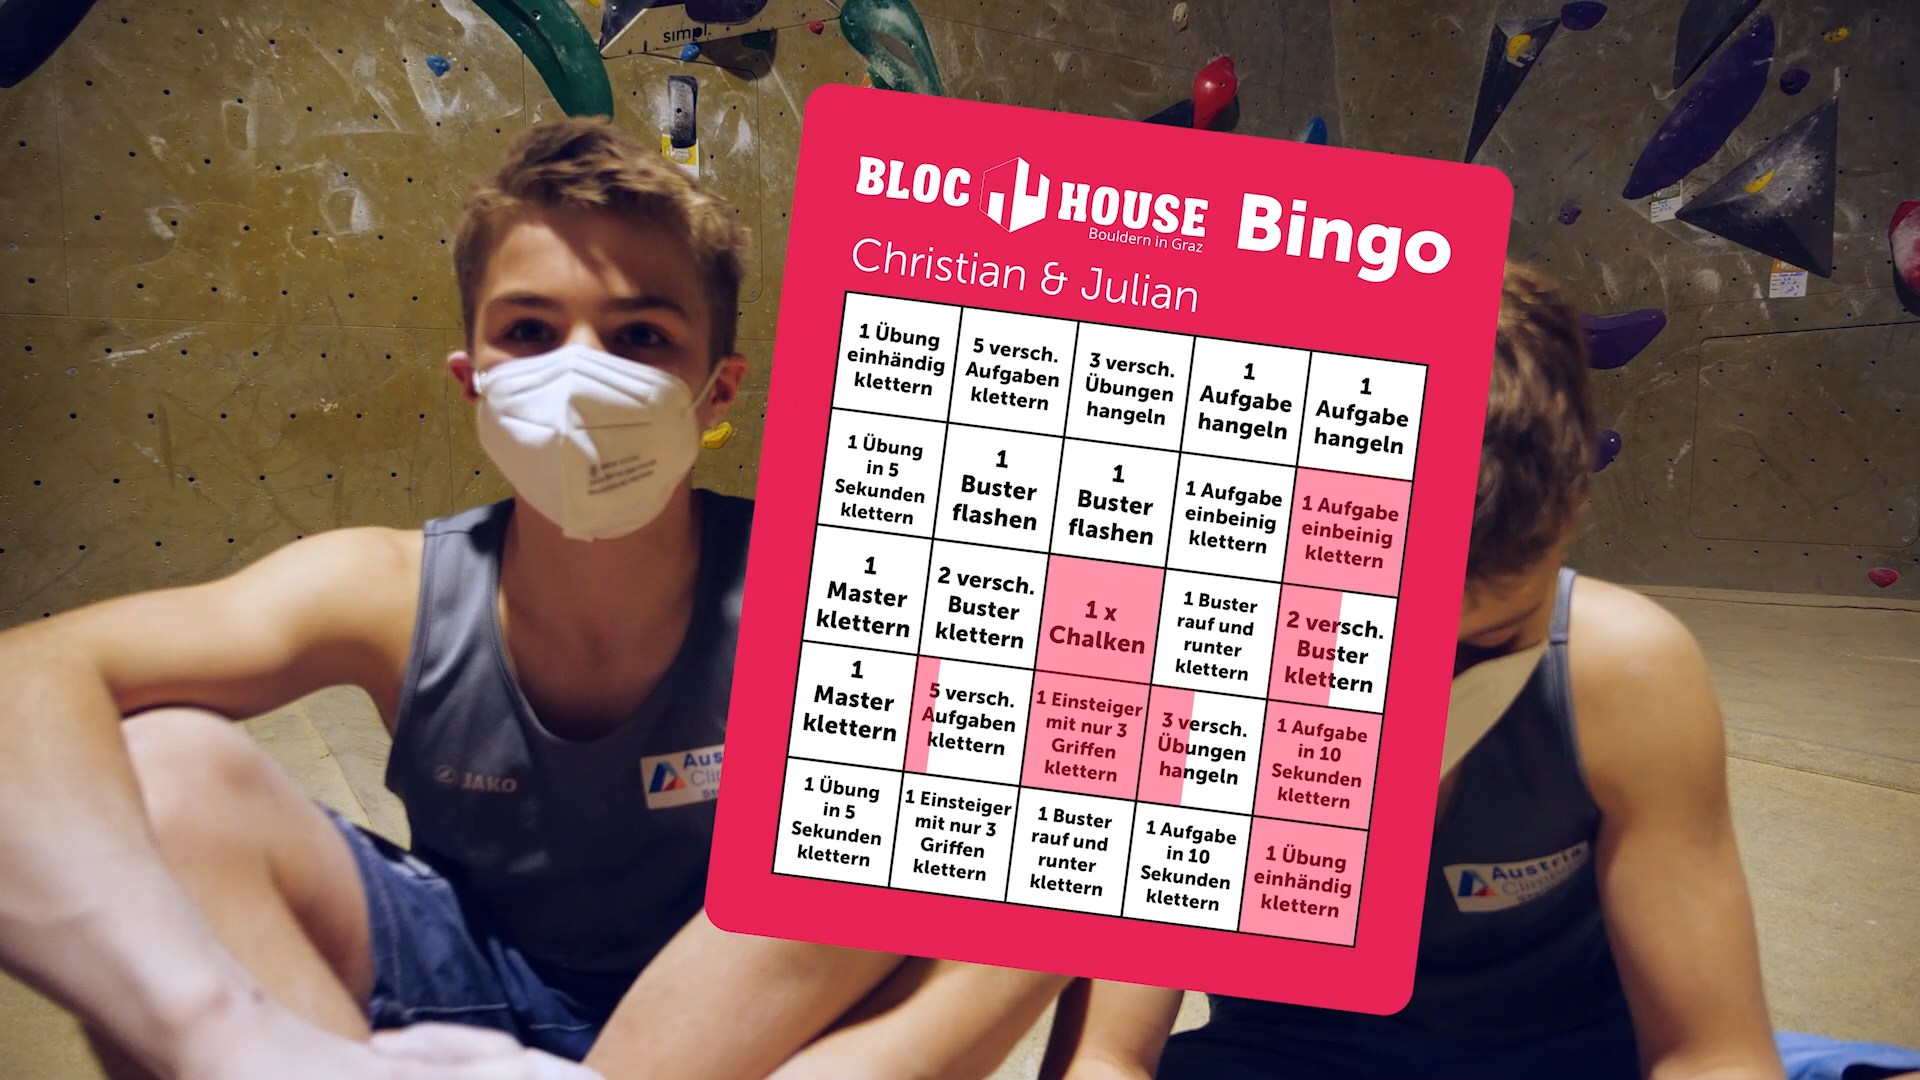 simpl.
BLOC HOUSE Bingo
Bouldern in Graz
Christian & Julian
1 Übung
einhändig
klettern
5 versch.
Aufgaben
klettern
3 versch.
Übungen
hangeln
1
Aufgabe
hangeln
1
Aufgabe
hangeln
1 Übung
in 5
Sekunden
klettern
1
Buster
flashen
1
Buster
flashen
1 Aufgabe
einbeinig
klettern
1 Aufgabe
einbeinig
klettern
1
Master
klettern
2 versch.
Buster
klettern
1 x
Chalken
1 Buster
rauf und
runter
klettern
2 versch.
Buster
klettern
1
Master
klettern
5 versch.
Aufgaben
klettern
1 Einsteiger
mit nur 3
Griffen
klettern
3 versch.
Übungen
hangeln
1 Aufgabe
in 10
Sekunden
klettern
1 Übung
in 5
Sekunden
klettern
1 Einsteiger
mit nur 3
Griffen
klettern
1 Buster
rauf und
runter
klettern
1 Aufgabe
in 10
Sekunden
klettern
1 Übung
einhändig
klettern
JAKO
Aus
Cli
Austria